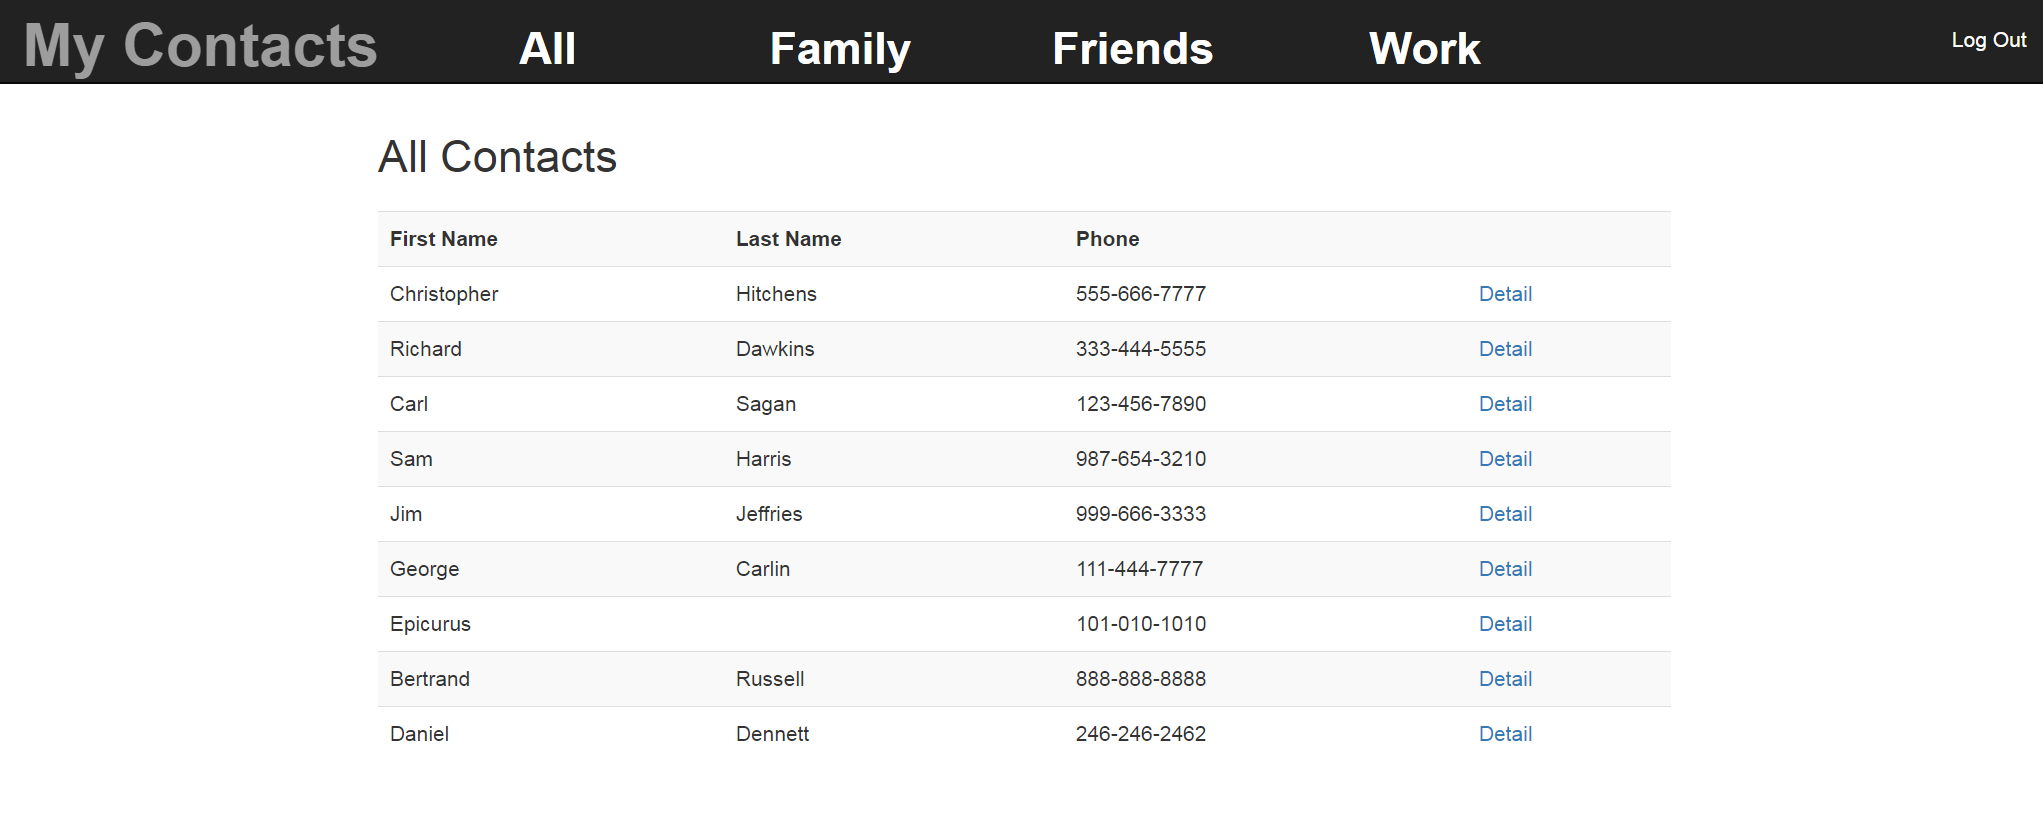 My Contacts All Family Friends Work Log Out
All Contacts
First Name Last Name Phone
Christopher Hitchens 555-666-7777 Detail
Richard Dawkins 333-444-5555 Detail
Carl Sagan 123-456-7890 Detail
Sam Harris 987-654-3210 Detail
Jim Jeffries 999-666-3333 Detail
George Carlin 111-444-7777 Detail
Epicurus 101-010-1010 Detail
Bertrand Russell 888-888-8888 Detail
Daniel Dennett 246-246-2462 Detail